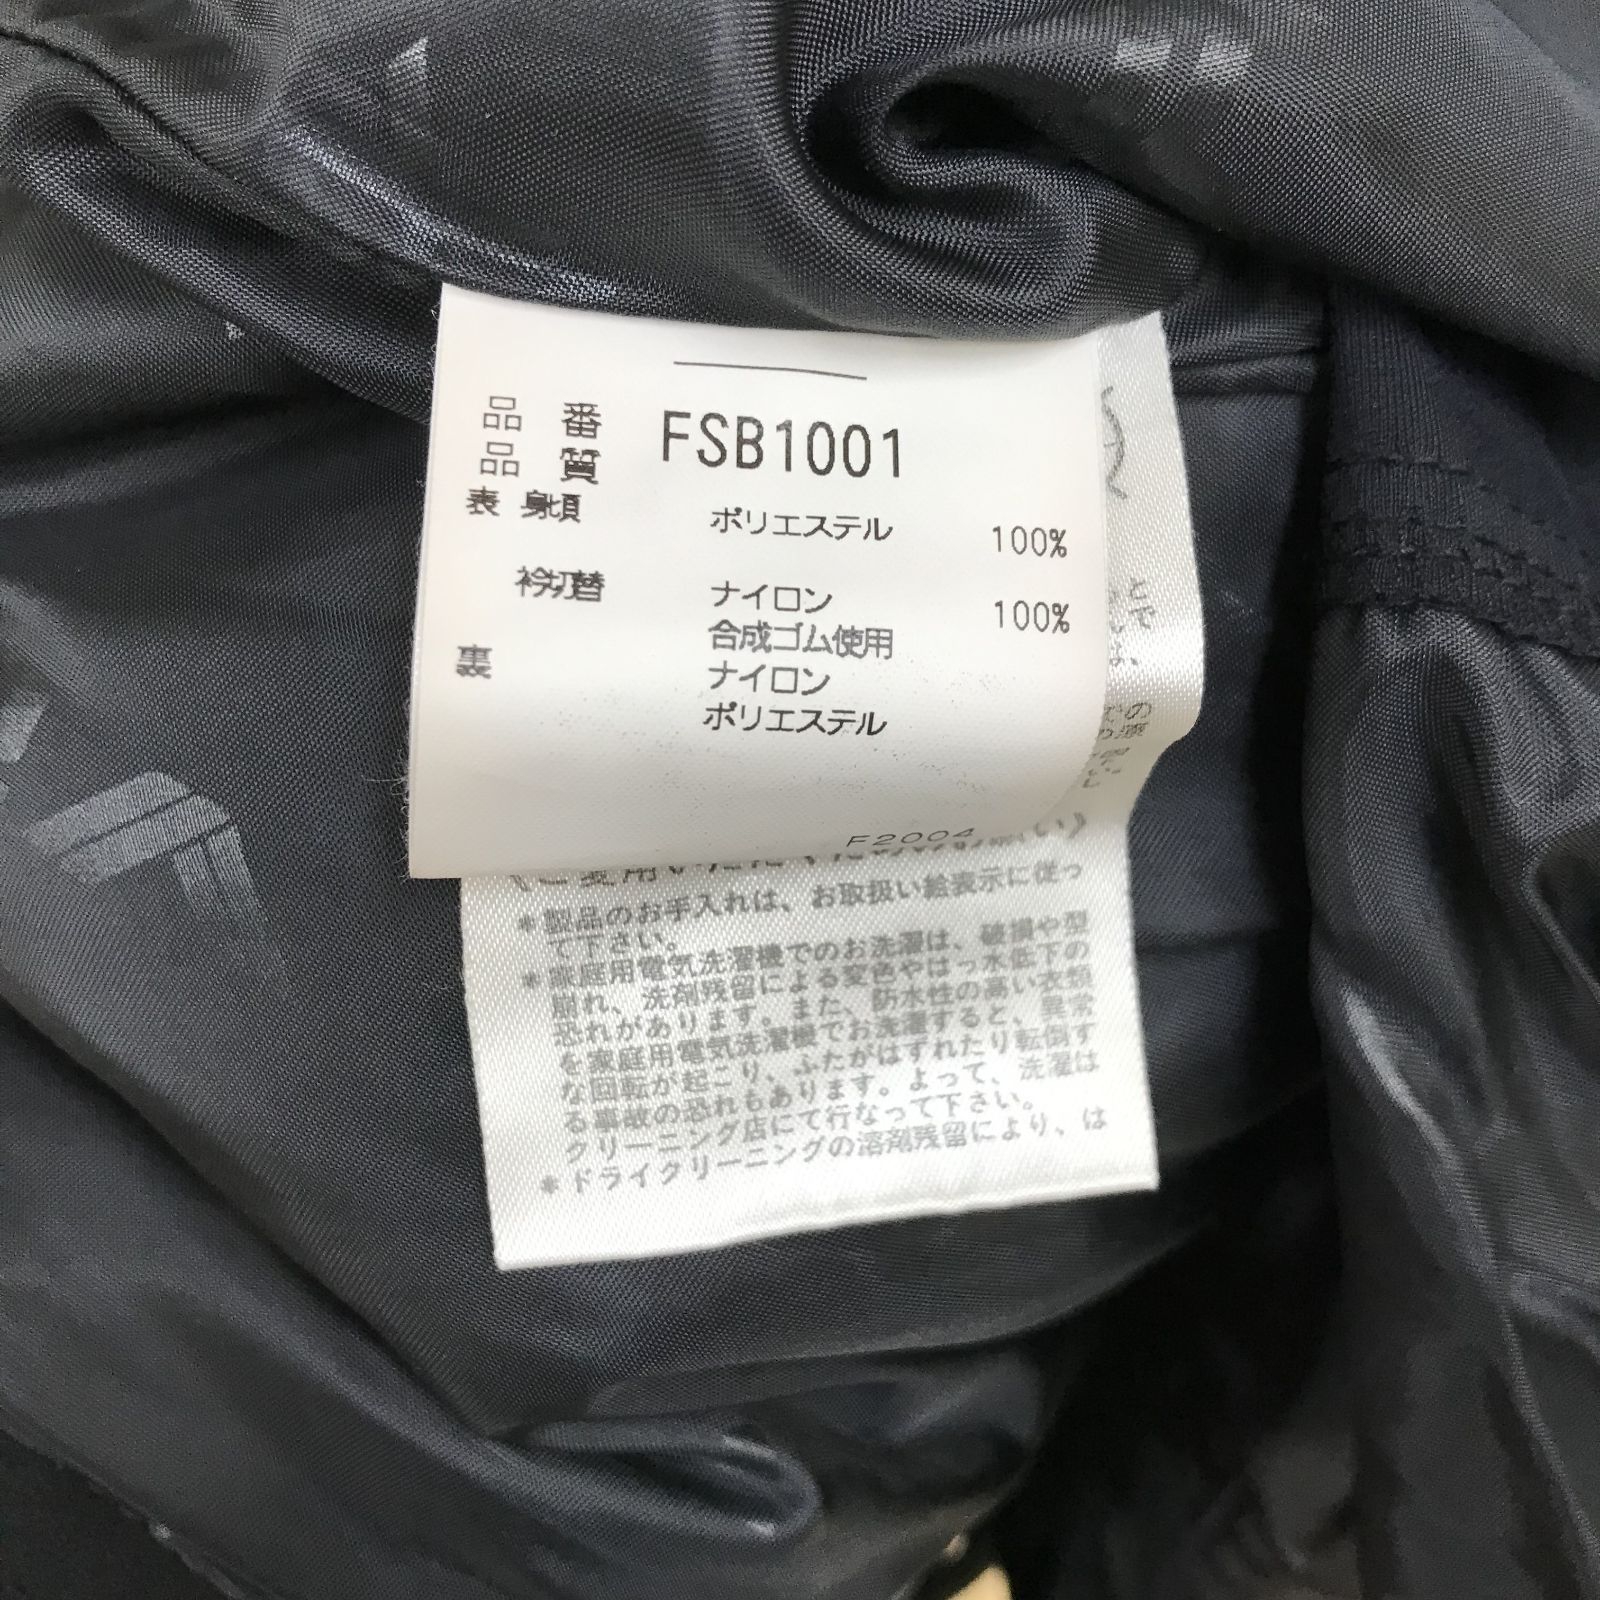 品 番 FSB1001
品 質
表 身頃 ポリエステル 100%
衿切替 ナイロン 100%
合成ゴム使用
裏 ナイロン
ポリエステル
F2004
*製品のお手入れは、お取扱い絵表示に従っ
て下さい。
*家庭用電気洗濯機でのお洗濯は、破損や型
崩れ、洗剤残留による変色やはっ水低下の
恐れがあります。また、防水性の高い衣類
を家庭用電気洗濯機でお洗濯すると、異常
な回転が起こり、ふたがはずれたり転倒す
る事故の恐れもあります。よって、洗濯は
クリーニング店にて行なって下さい。
*ドライクリーニングの溶剤残留により、は